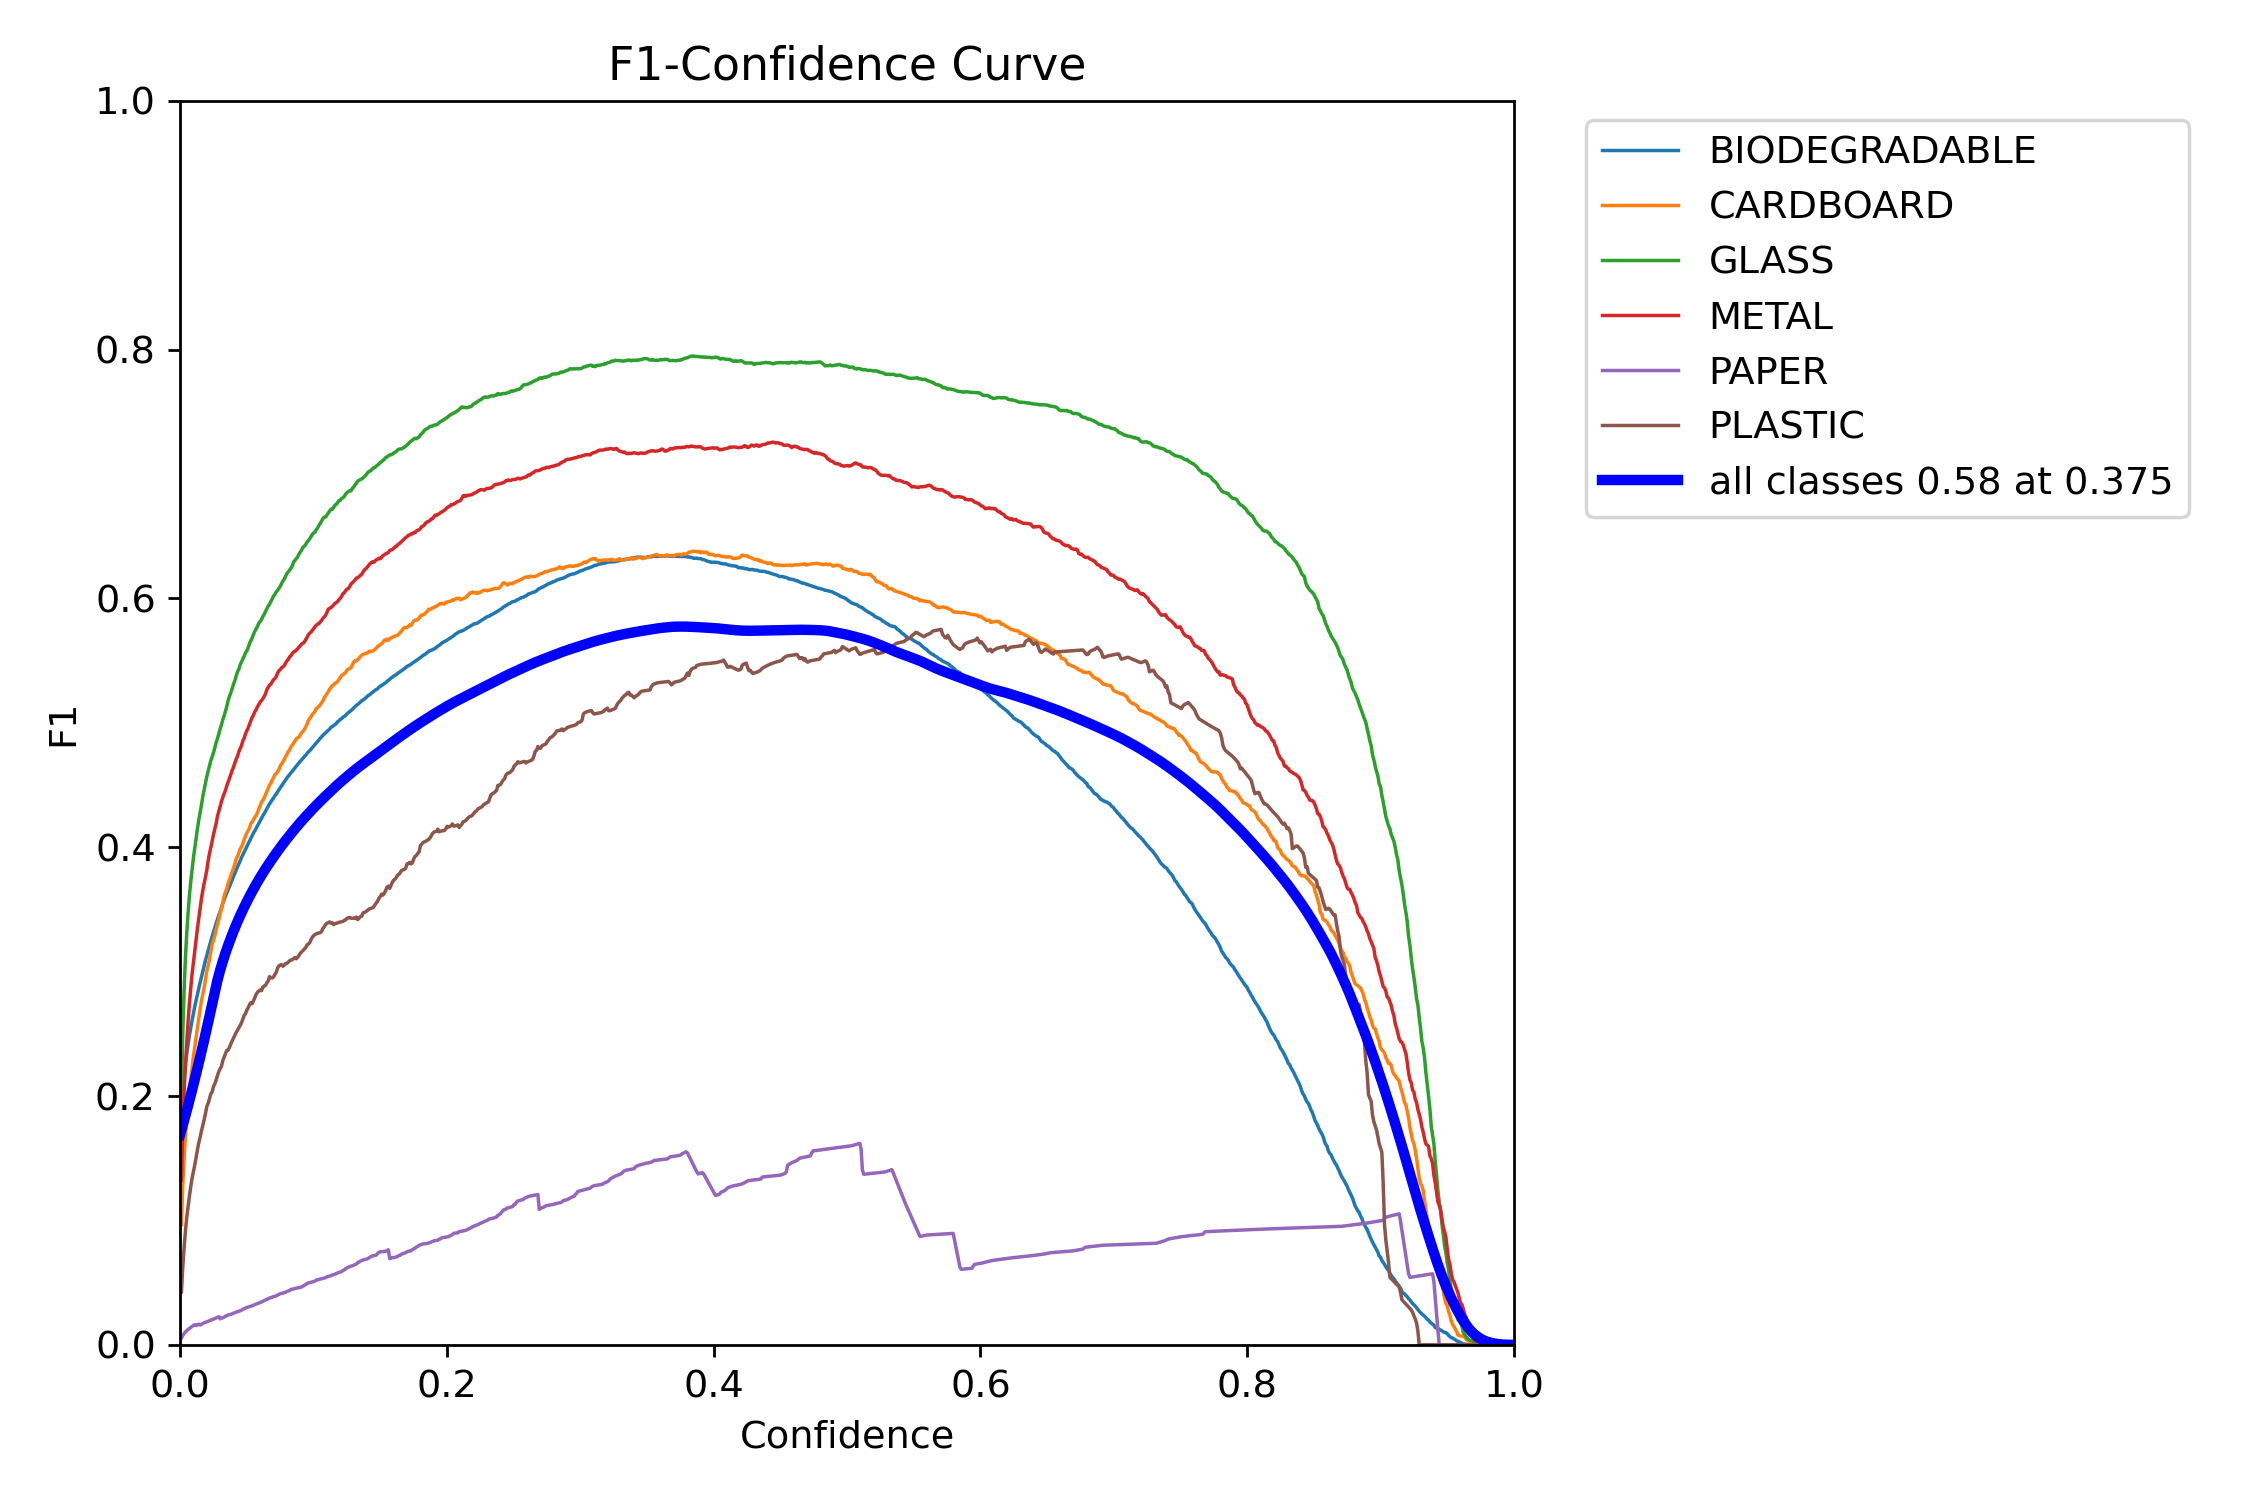 F1-Confidence Curve
1.0
0.8
0.6
0.4
0.2
0.0
F1
0.0 0.2 0.4 0.6 0.8 1.0
Confidence
BIODEGRADABLE
CARDBOARD
GLASS
METAL
PAPER
PLASTIC
all classes 0.58 at 0.375